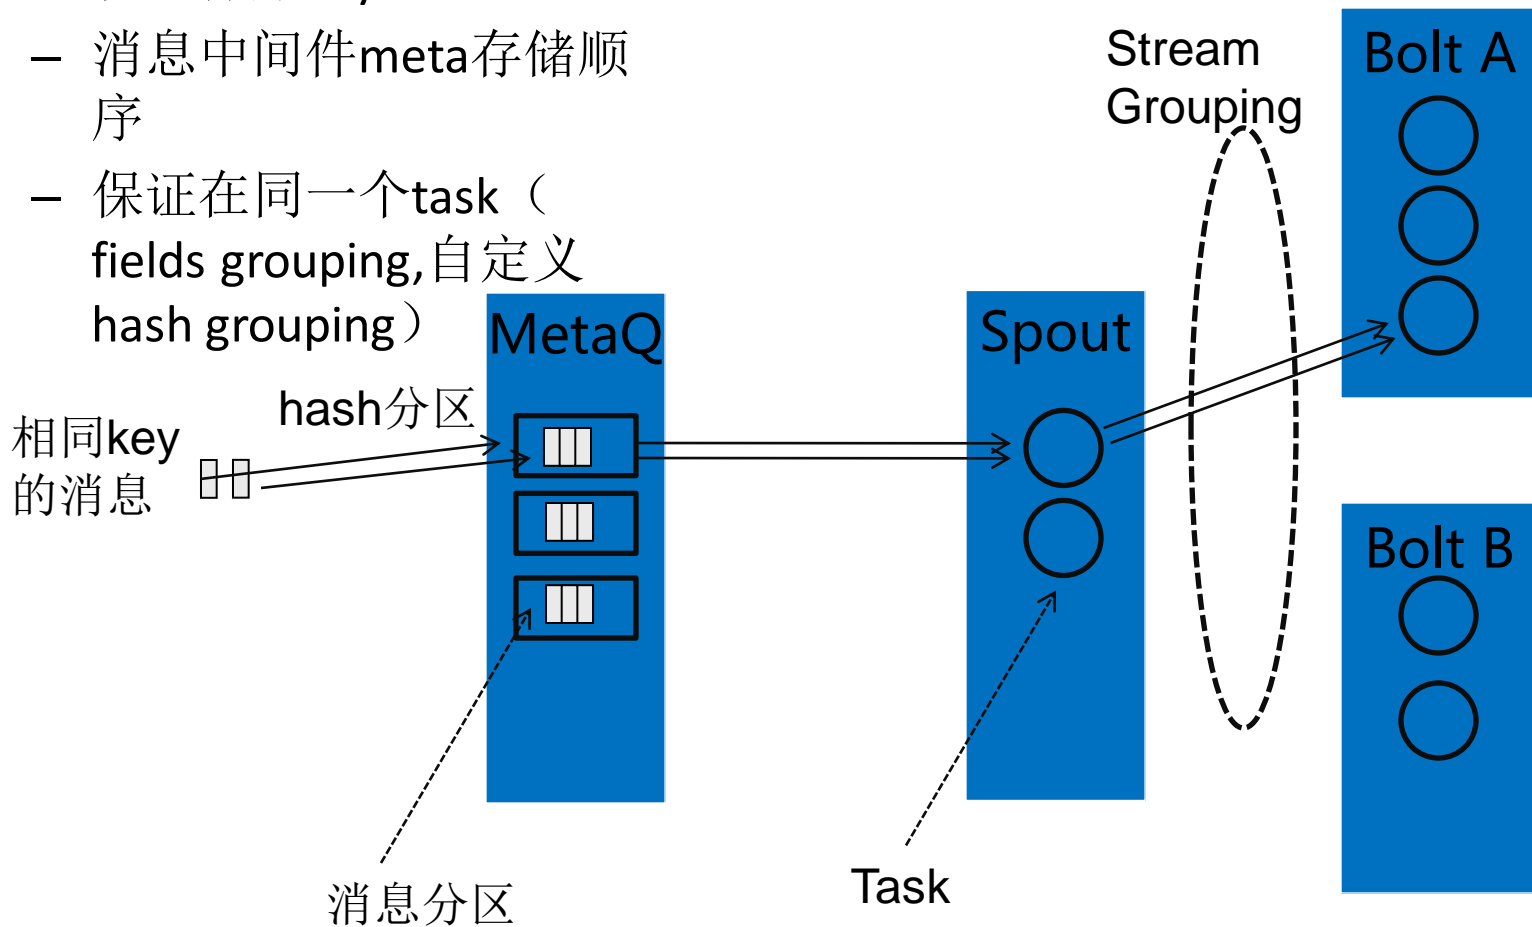 – 消息中间件meta存储顺
序
– 保证在同一个task（
fields grouping,自定义
hash grouping）
Stream
Grouping
Bolt A
MetaQ
Spout
hash分区
相同key
的消息
Bolt B
消息分区
Task